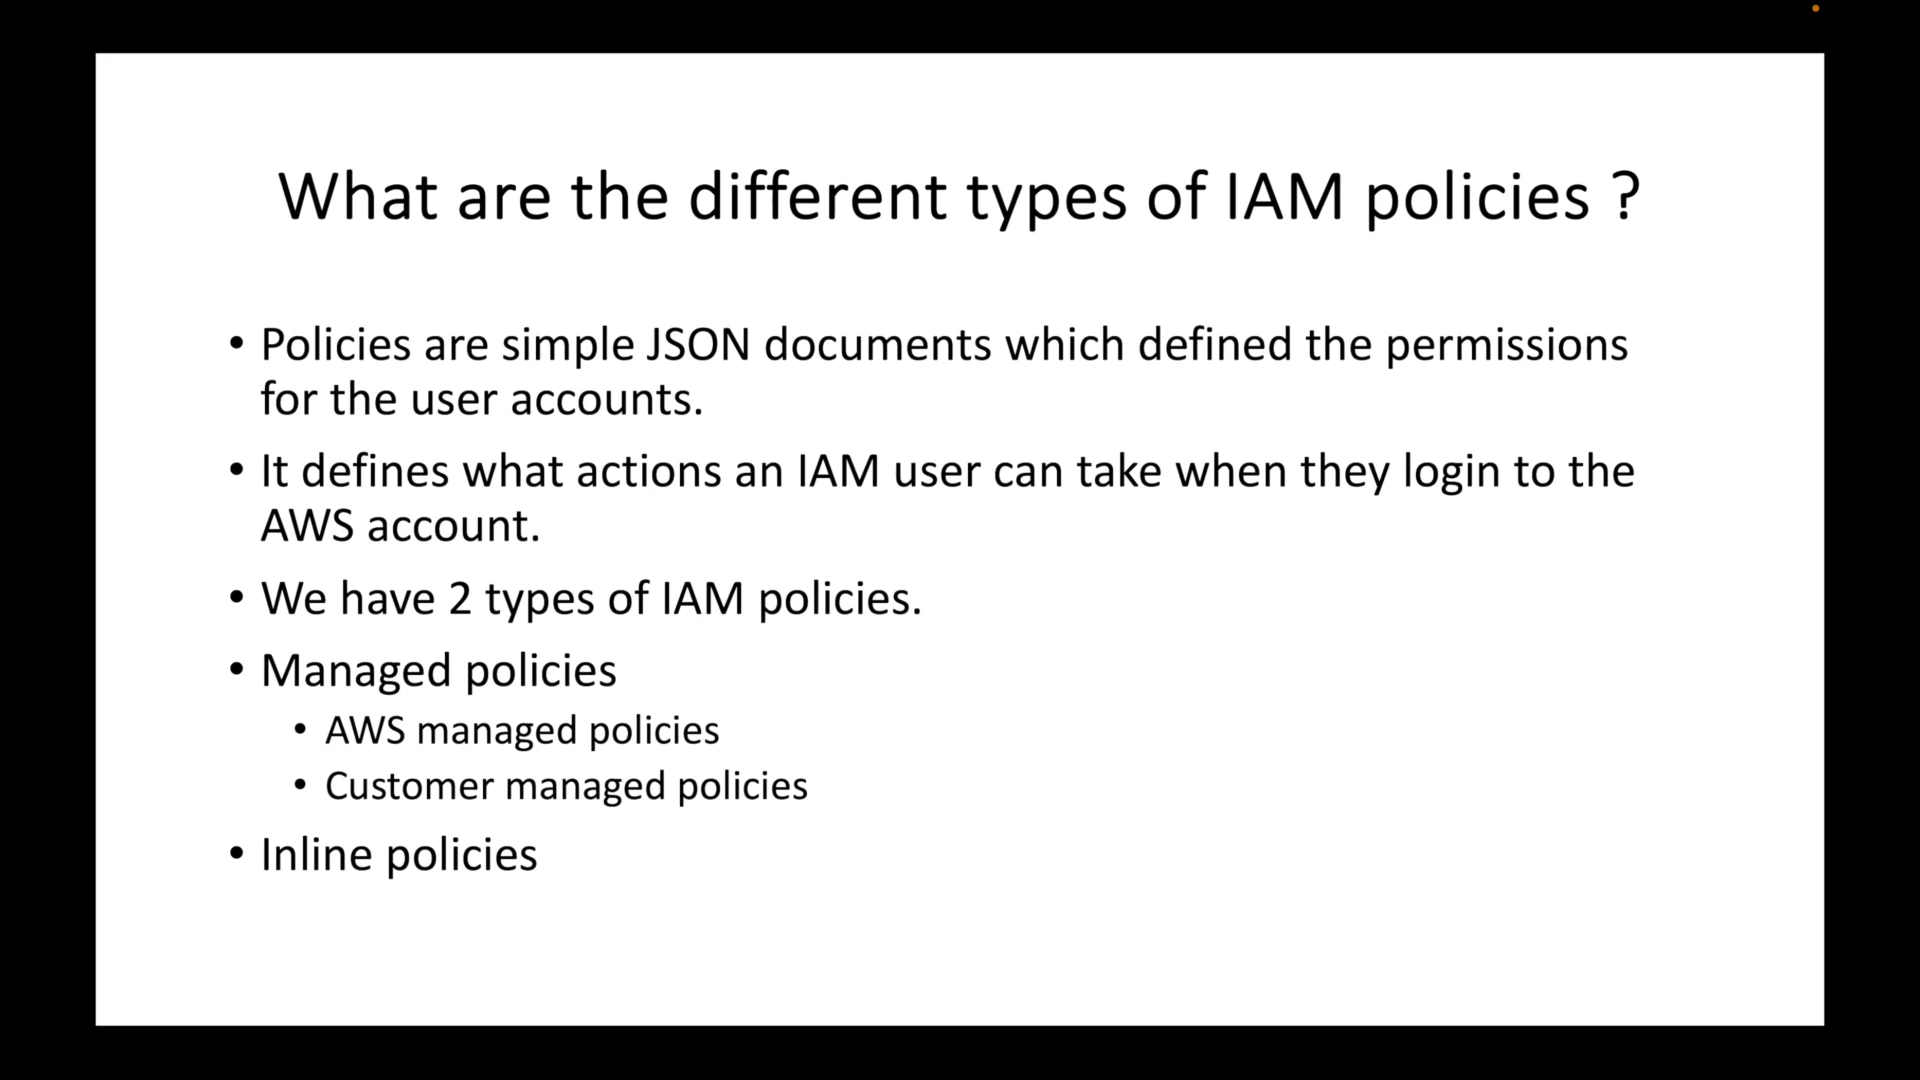 What are the different types of IAM policies ?
• Policies are simple JSON documents which defined the permissions
for the user accounts.
• It defines what actions an IAM user can take when they login to the
AWS account.
• We have 2 types of IAM policies.
• Managed policies
• AWS managed policies
• Customer managed policies
• Inline policies